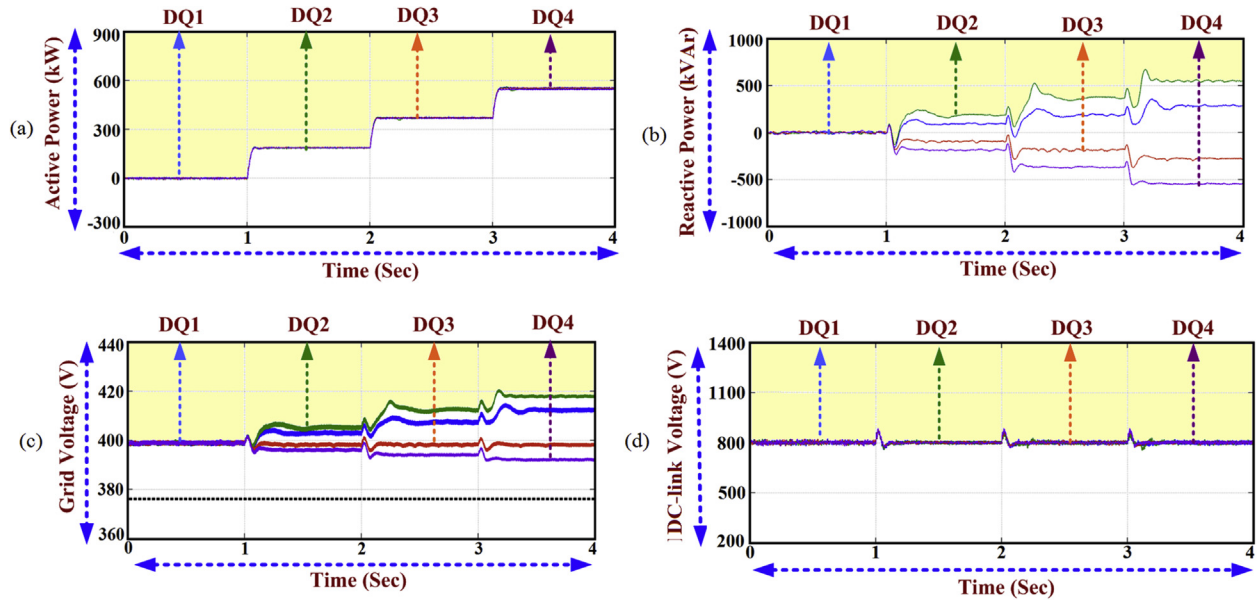 DQ1 DQ2 DQ3 DQ4
900
600
300
0
-300
Active Power (kW)
(a)
0 1 2 3 4
Time (Sec)
DQ1 DQ2 DQ3 DQ4
1000
500
0
-500
-1000
Reactive Power (kVAr)
(b)
0 1 2 3 4
Time (Sec)
DQ1 DQ2 DQ3 DQ4
440
420
400
380
360
Grid Voltage (V)
(c)
0 1 2 3 4
Time (Sec)
DQ1 DQ2 DQ3 DQ4
1400
1100
800
500
200
DC-link Voltage (V)
(d)
0 1 2 3 4
Time (Sec)